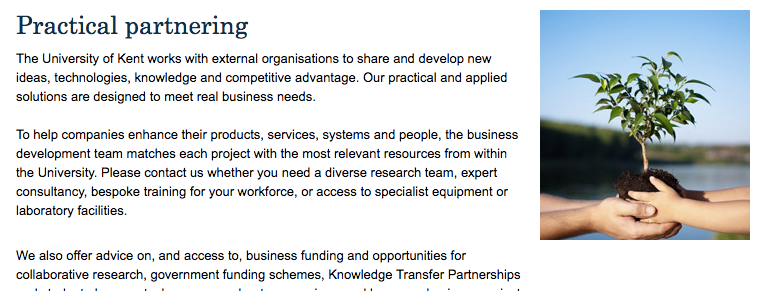 Practical partnering
The University of Kent works with external organisations to share and develop new
ideas, technologies, knowledge and competitive advantage. Our practical and applied
solutions are designed to meet real business needs.
To help companies enhance their products, services, systems and people, the business
development team matches each project with the most relevant resources from within
the University. Please contact us whether you need a diverse research team, expert
consultancy, bespoke training for your workforce, or access to specialist equipment or
laboratory facilities.
We also offer advice on, and access to, business funding and opportunities for
collaborative research, government funding schemes, Knowledge Transfer Partnerships